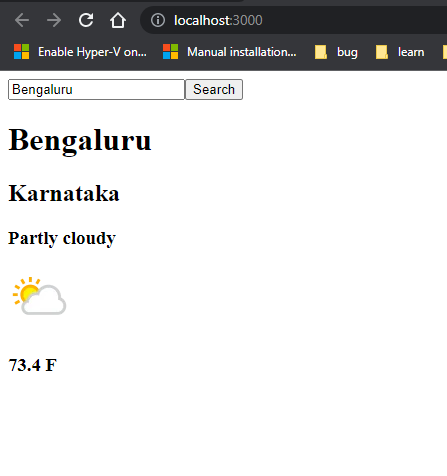 localhost:3000
Enable Hyper-V on... Manual installation... bug learn
Bengaluru Search
Bengaluru
Karnataka
Partly cloudy
73.4 F